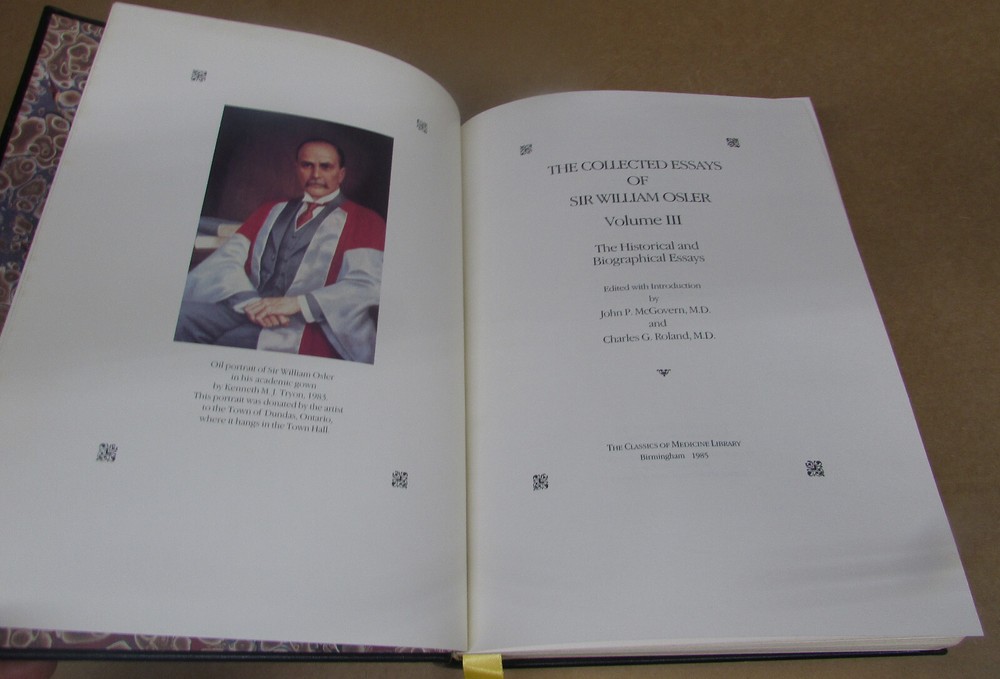 Oil portrait of Sir William Osler
in his academic gown
by Kenneth M. J. Tryon, 1983.
This portrait was donated by the artist
to the Town of Dundas, Ontario,
where it hangs in the Town Hall.
THE COLLECTED ESSAYS
OF
SIR WILLIAM OSLER
Volume III
The Historical and
Biographical Essays
Edited with Introduction
by
John P. McGovern, M.D.
and
Charles G. Roland, M.D.
THE CLASSICS OF MEDICINE LIBRARY
Birmingham 1985